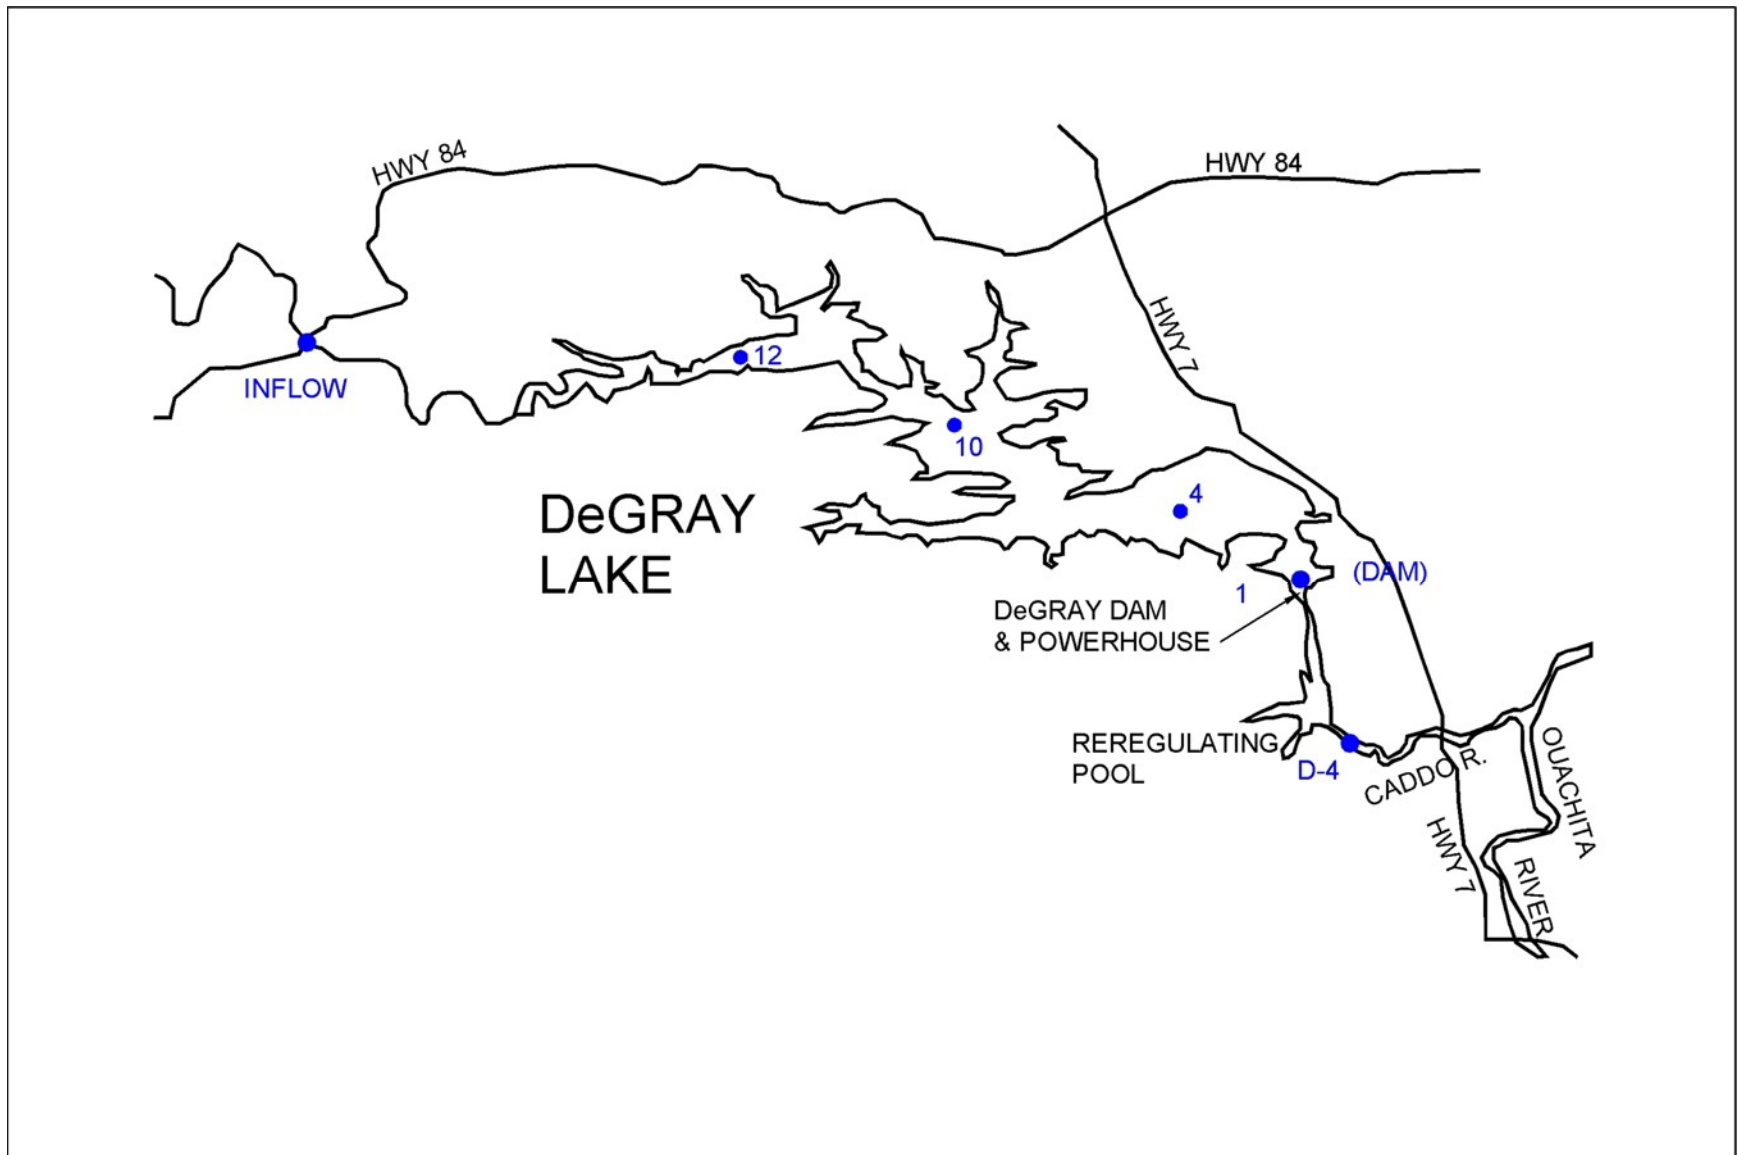 HWY 84
HWY 84
HWY 7
12
INFLOW
10
4
DeGRAY
LAKE
(DAM)
1
DeGRAY DAM
& POWERHOUSE
REREGULATING
POOL
D-4
CADDO R.
OUACHITA
RIVER
HWY 7